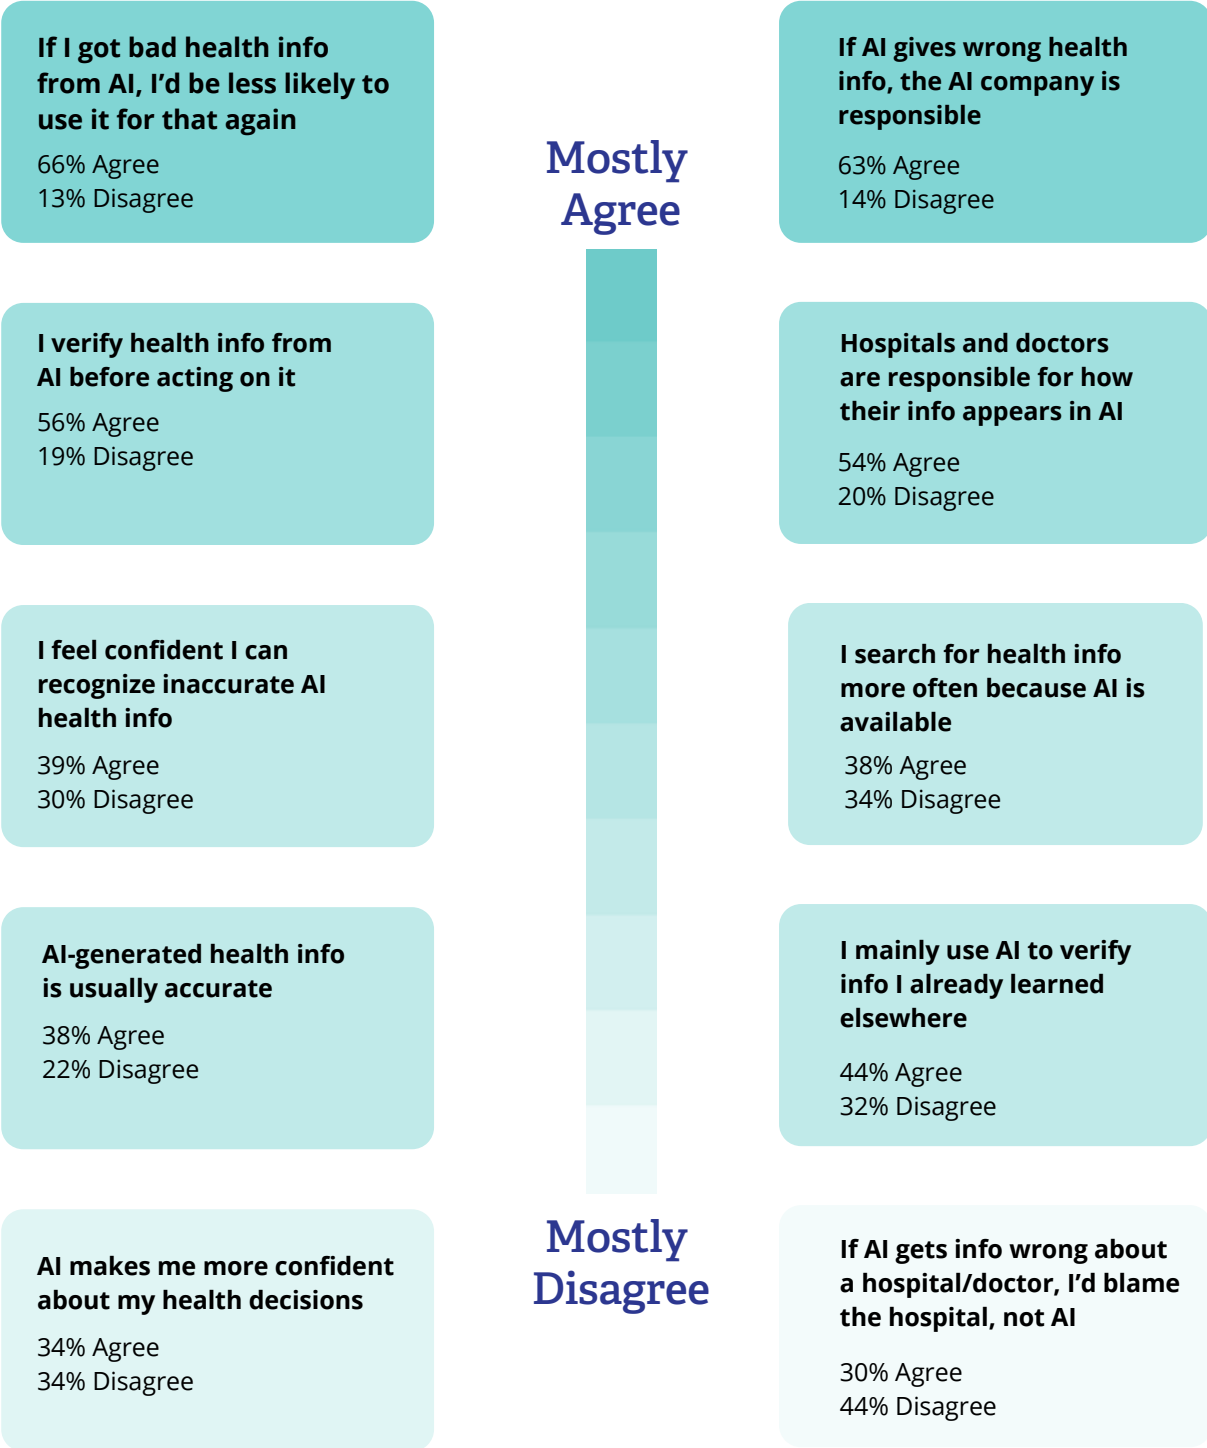 If I got bad health info
from AI, I’d be less likely to
use it for that again
66% Agree
13% Disagree
If AI gives wrong health
info, the AI company is
responsible
63% Agree
14% Disagree
Mostly
Agree
I verify health info from
AI before acting on it
56% Agree
19% Disagree
Hospitals and doctors
are responsible for how
their info appears in AI
54% Agree
20% Disagree
I feel confident I can
recognize inaccurate AI
health info
39% Agree
30% Disagree
I search for health info
more often because AI is
available
38% Agree
34% Disagree
AI-generated health info
is usually accurate
38% Agree
22% Disagree
I mainly use AI to verify
info I already learned
elsewhere
44% Agree
32% Disagree
Mostly
Disagree
AI makes me more confident
about my health decisions
34% Agree
34% Disagree
If AI gets info wrong about
a hospital/doctor, I’d blame
the hospital, not AI
30% Agree
44% Disagree